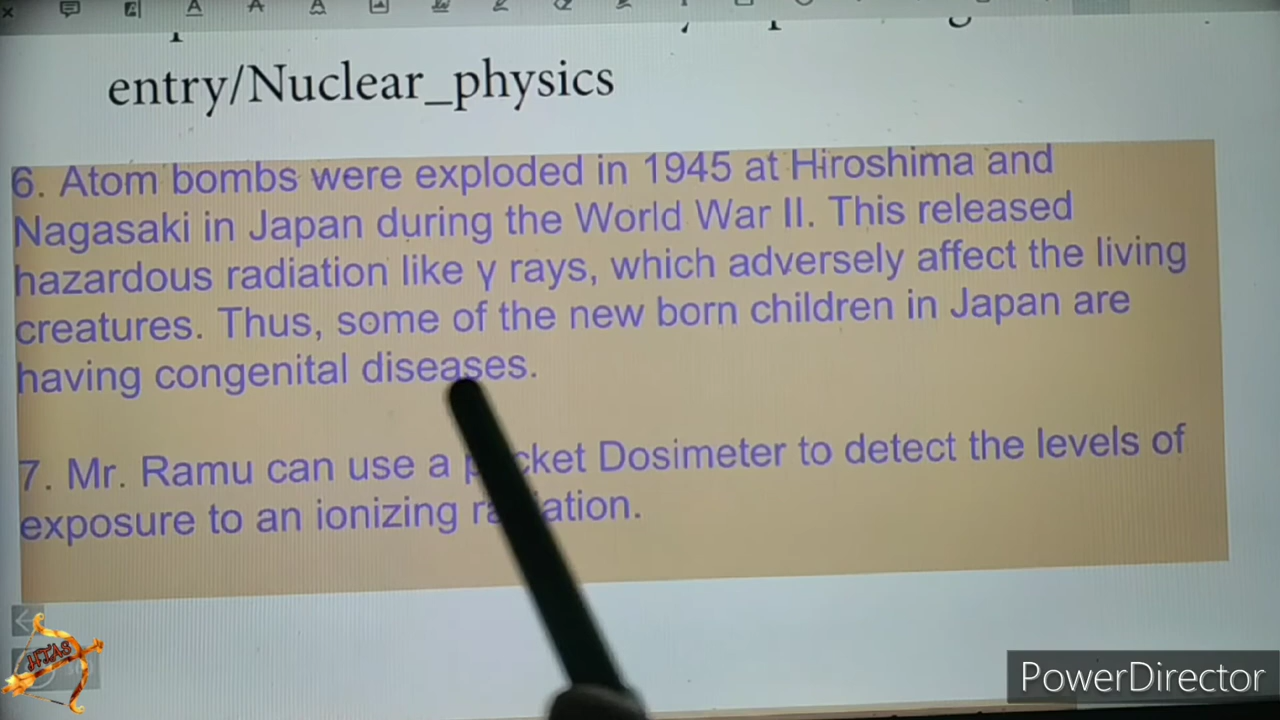 entry/Nuclear_physics
6. Atom bombs were exploded in 1945 at Hiroshima and
Nagasaki in Japan during the World War II. This released
hazardous radiation like γ rays, which adversely affect the living
creatures. Thus, some of the new born children in Japan are
having congenital diseases.
7. Mr. Ramu can use a Dosimeter to detect the levels of
exposure to an ionizing
HTAS
PowerDirector